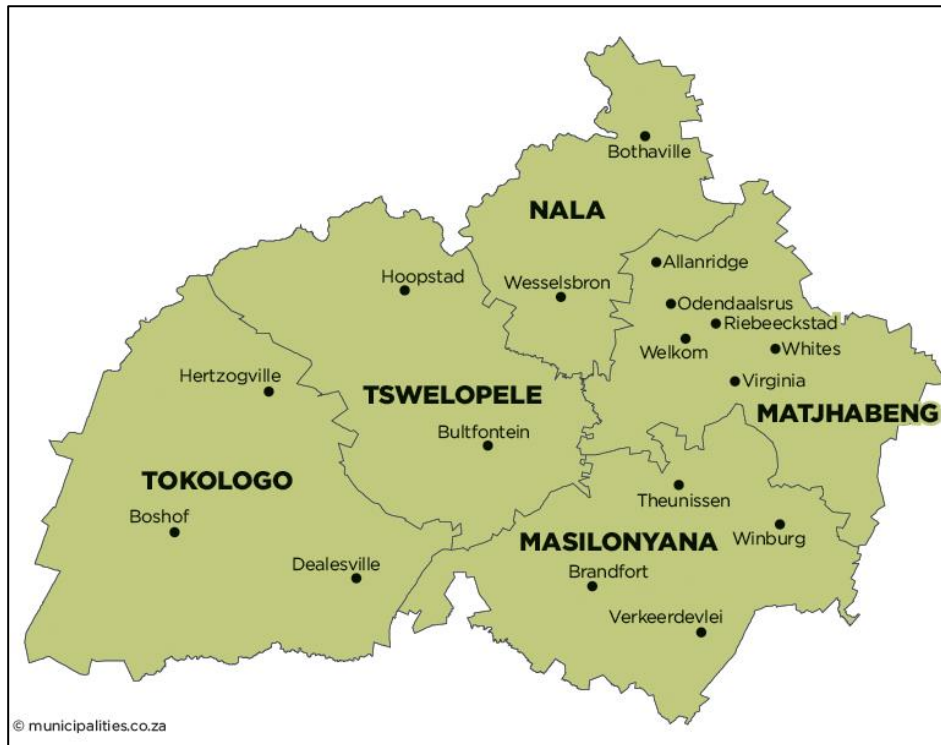 Bothaville
NALA
Allanridge
Hoopstad
Wesselsbron
Odendaalsrus
Riebeeckstad
Welkom
Whites
Hertzogville
Virginia
TSWELOPELE
MATJHABENG
Bultfontein
TOKOLOGO
Theunissen
Boshof
Winburg
MASILONYANA
Dealesville
Brandfort
Verkeerdevlei
© municipalities.co.za